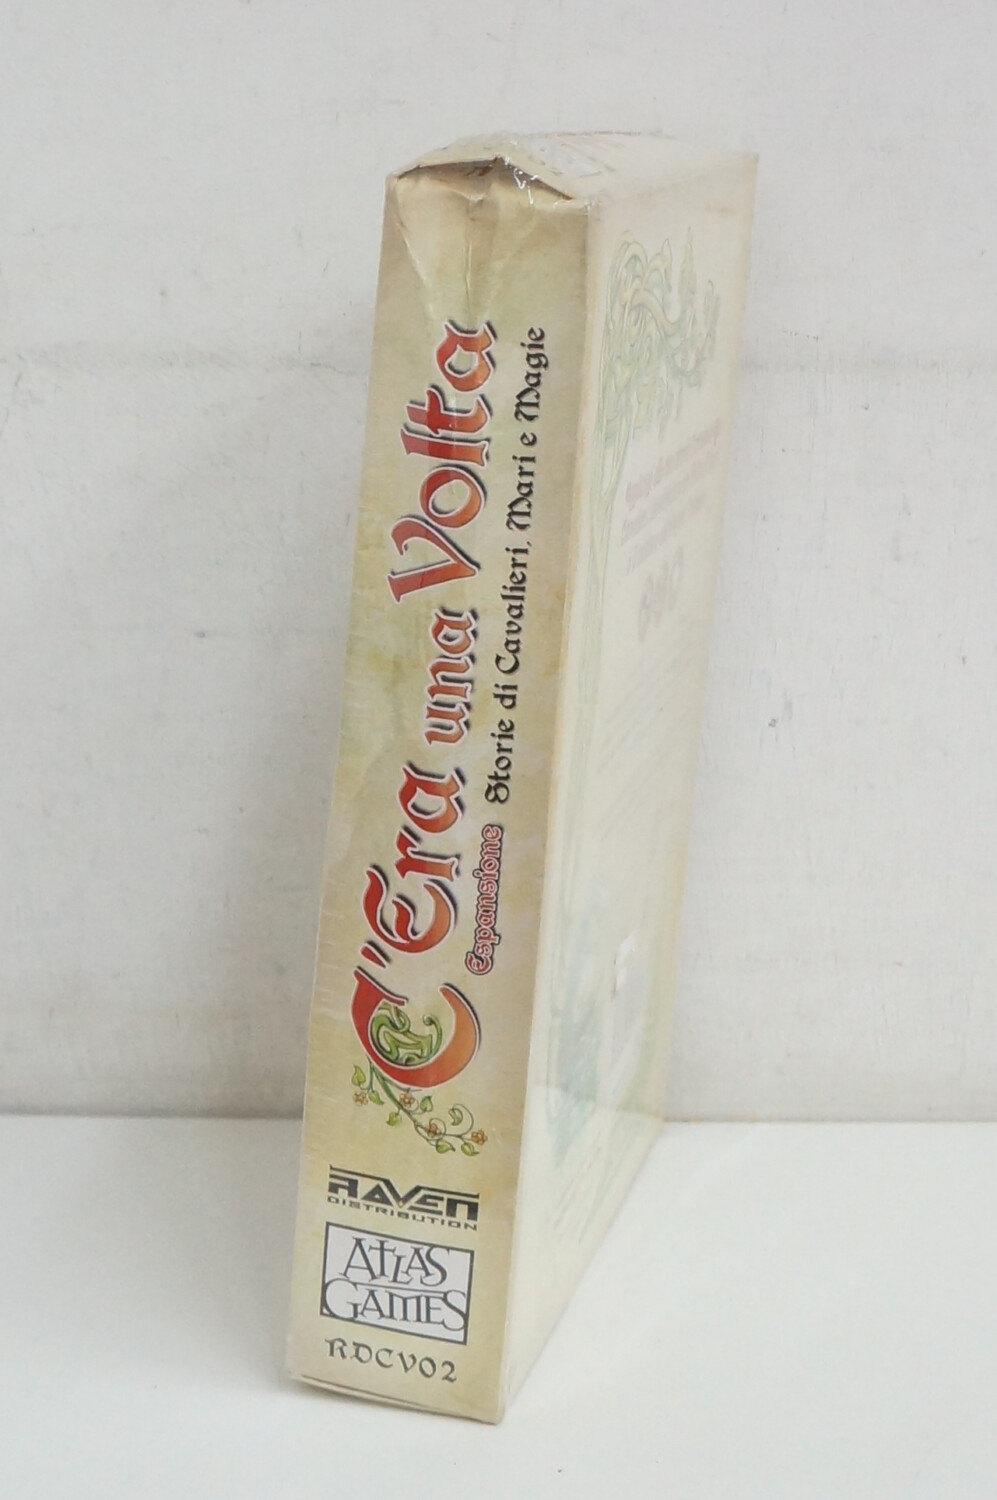 C'Era una Volta
Espansione Storie di Cavalieri, Mari e Magie
RAVEN
DISTRIBUTION
ATLAS
GAMES
RDCV02